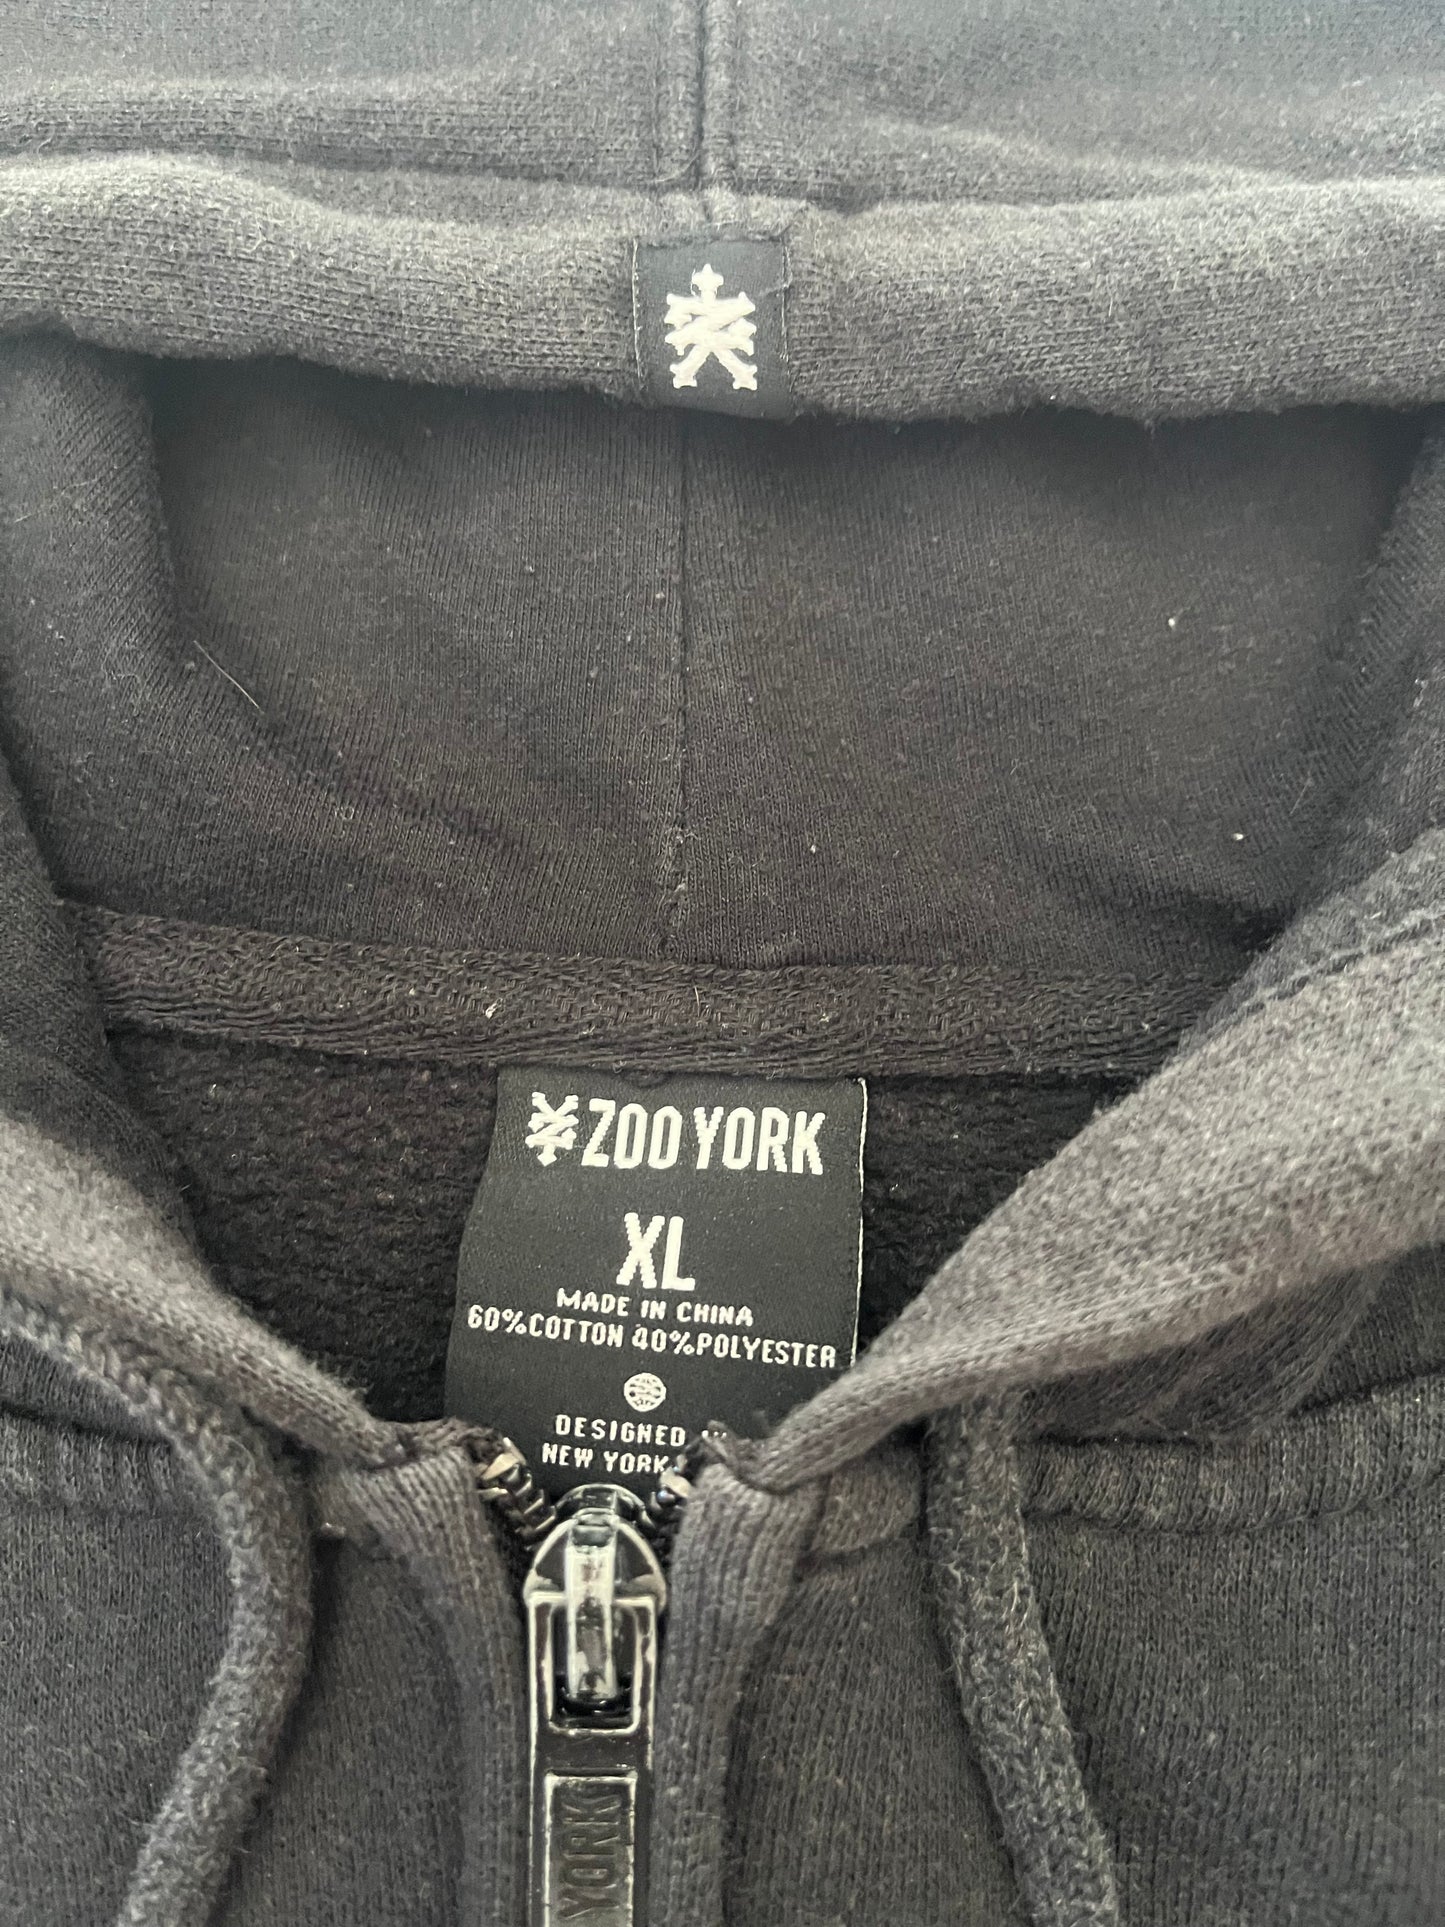 ZOO YORK
XL
MADE IN CHINA
60%COTTON 40%POLYESTER
DESIGNED
NEW YORK
YORK